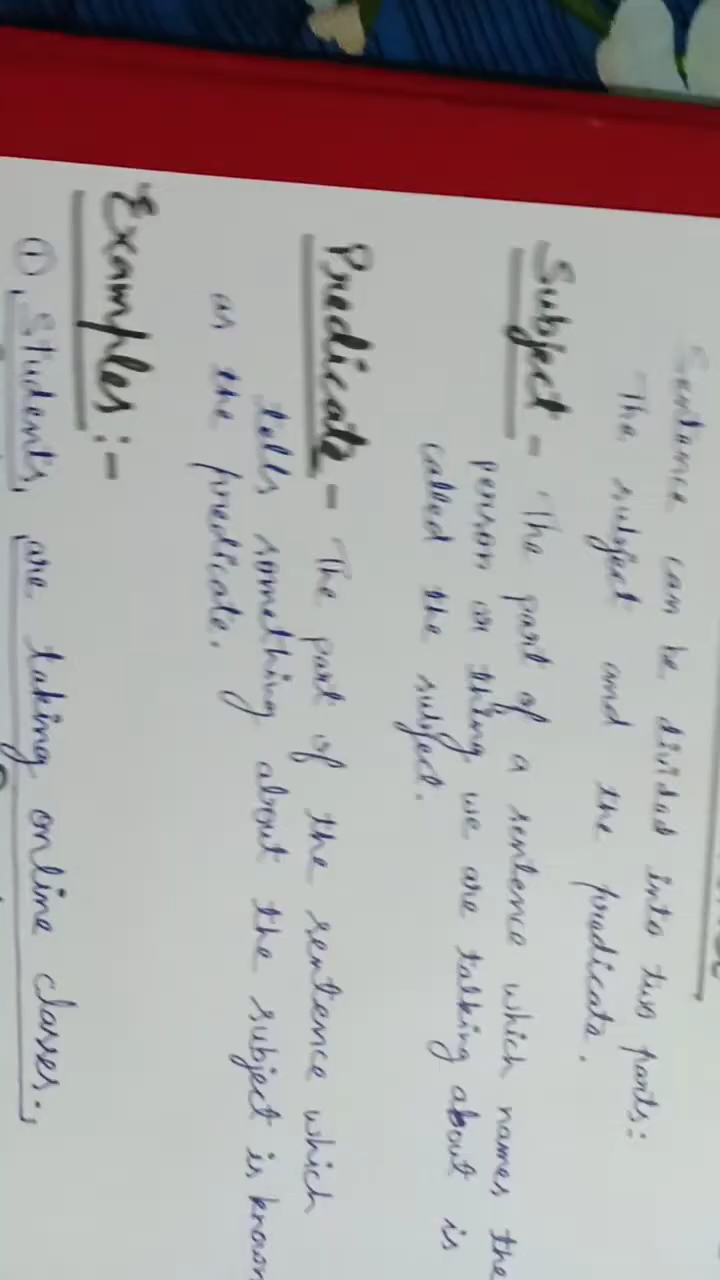 Sentence can be divided into two parts:
The subject and the predicate.
Subject - The part of a sentence which names the
person or thing we are talking about is
called the subject.
Predicate - The part of the sentence which
tells something about the subject is known
as the predicate.
Examples:-
① Students are taking online classes.